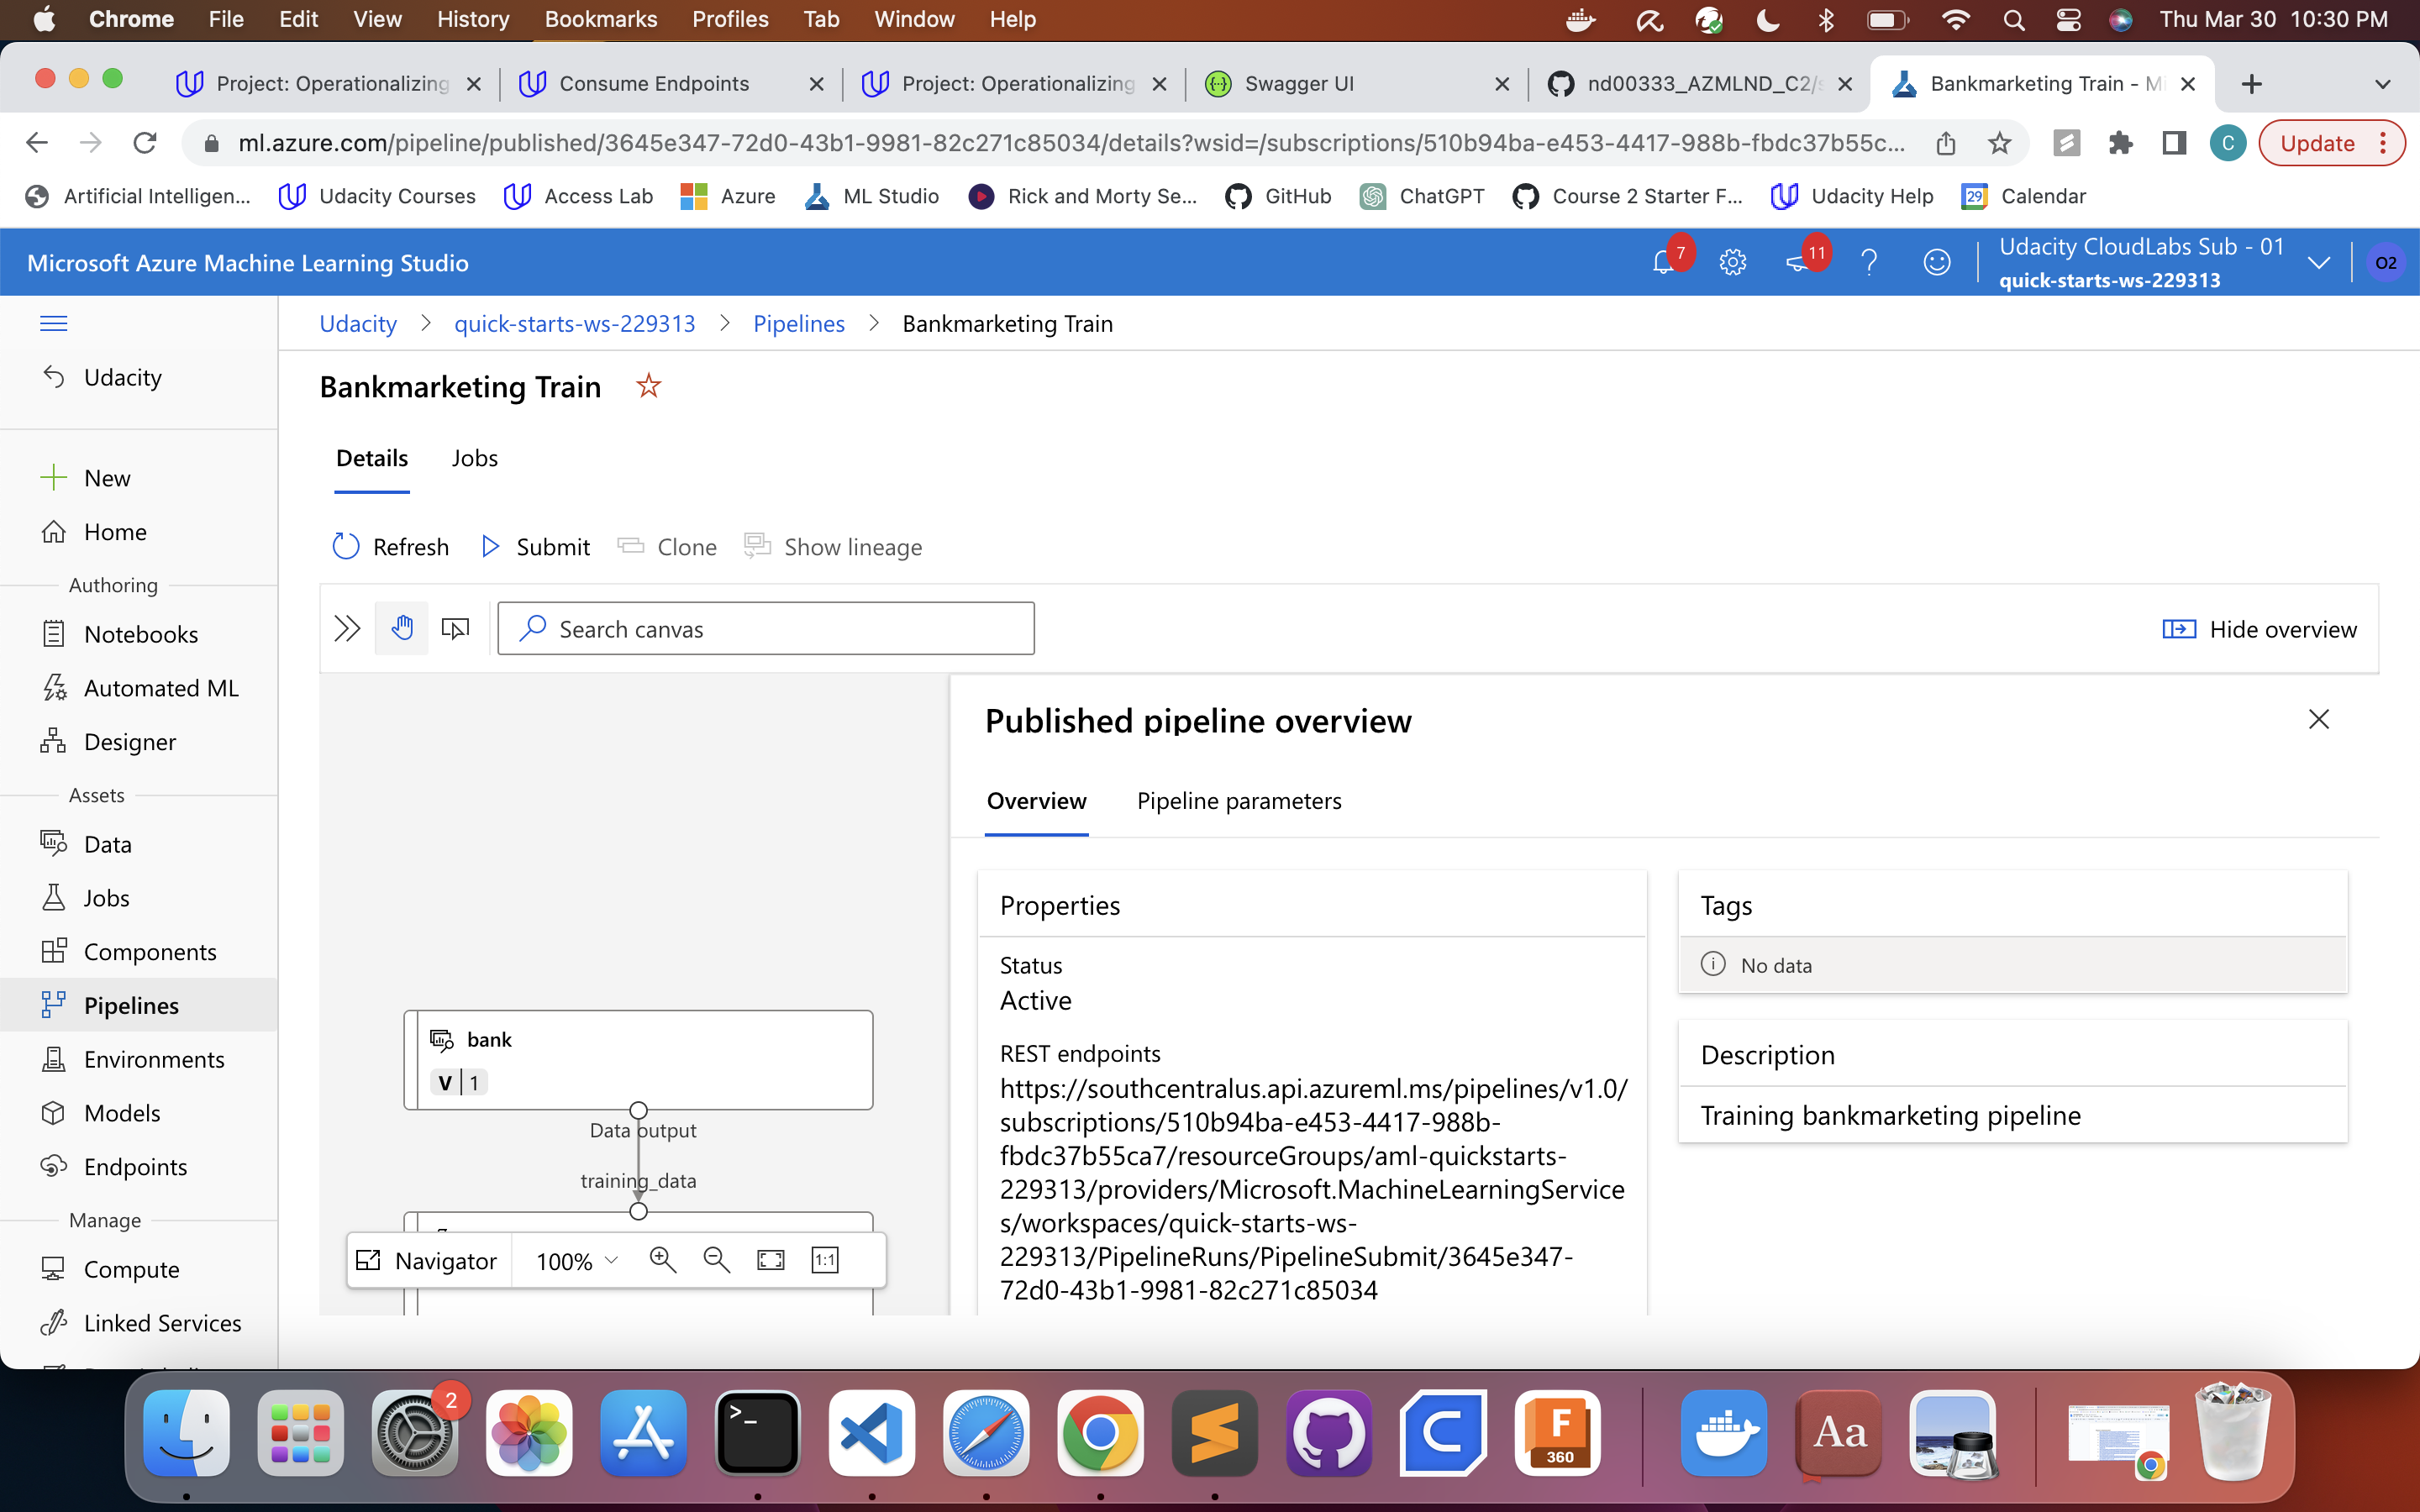 Chrome File Edit View History Bookmarks Profiles Tab Window Help Thu Mar 30 10:30 PM
Project: Operationalizing Consume Endpoints Project: Operationalizing Swagger UI nd00333_AZMLND_C2/s Bankmarketing Train - Mi
ml.azure.com/pipeline/published/3645e347-72d0-43b1-9981-82c271c85034/details?wsid=/subscriptions/510b94ba-e453-4417-988b-fbdc37b55c... C Update
Artificial Intelligen... Udacity Courses Access Lab Azure ML Studio Rick and Morty Se... GitHub ChatGPT Course 2 Starter F... Udacity Help 29 Calendar
Microsoft Azure Machine Learning Studio 7 11 Udacity CloudLabs Sub - 01
quick-starts-ws-229313
O2
Udacity > quick-starts-ws-229313 > Pipelines > Bankmarketing Train
Udacity
New
Home
Authoring
Notebooks
Automated ML
Designer
Assets
Data
Jobs
Components
Pipelines
Environments
Models
Endpoints
Manage
Compute
Linked Services
Bankmarketing Train
Details Jobs
Refresh Submit Clone Show lineage
Search canvas Hide overview
bank
V 1
Data output
training_data
Navigator 100% 1:1
Published pipeline overview
Overview Pipeline parameters
Properties
Status
Active
REST endpoints
https://southcentralus.api.azureml.ms/pipelines/v1.0/
subscriptions/510b94ba-e453-4417-988b-
fbdc37b55ca7/resourceGroups/aml-quickstarts-
229313/providers/Microsoft.MachineLearningService
s/workspaces/quick-starts-ws-
229313/PipelineRuns/PipelineSubmit/3645e347-
72d0-43b1-9981-82c271c85034
Tags
No data
Description
Training bankmarketing pipeline
2
F
360
Aa